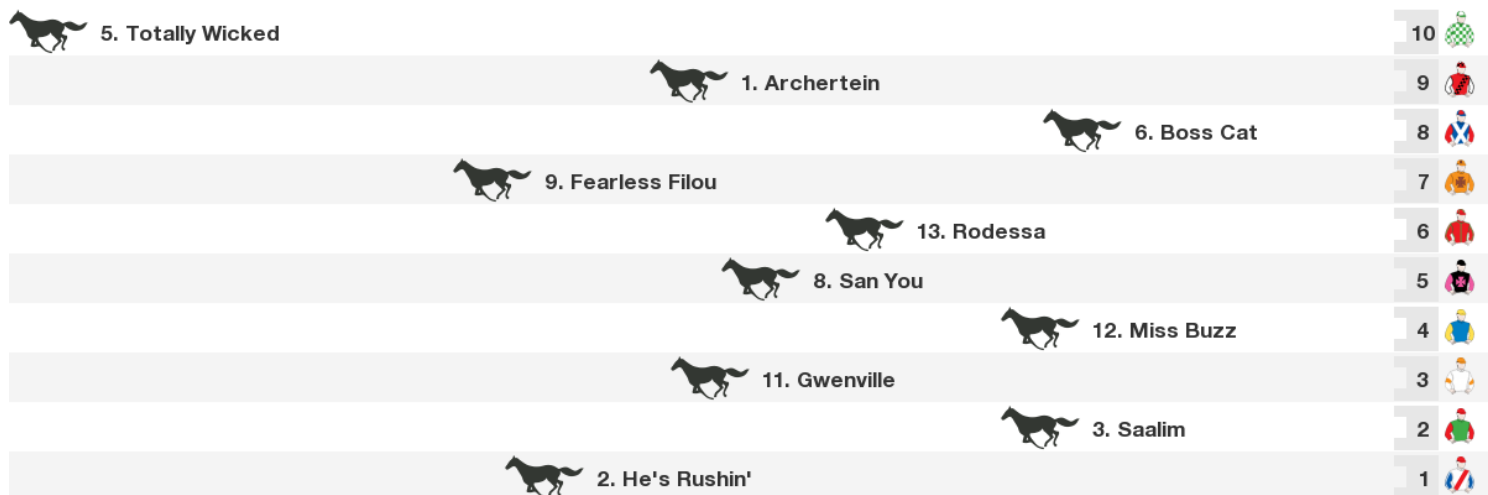 5. Totally Wicked 10
1. Archertein 9
6. Boss Cat 8
9. Fearless Filou 7
13. Rodessa 6
8. San You 5
12. Miss Buzz 4
11. Gwenville 3
3. Saalim 2
2. He's Rushin' 1